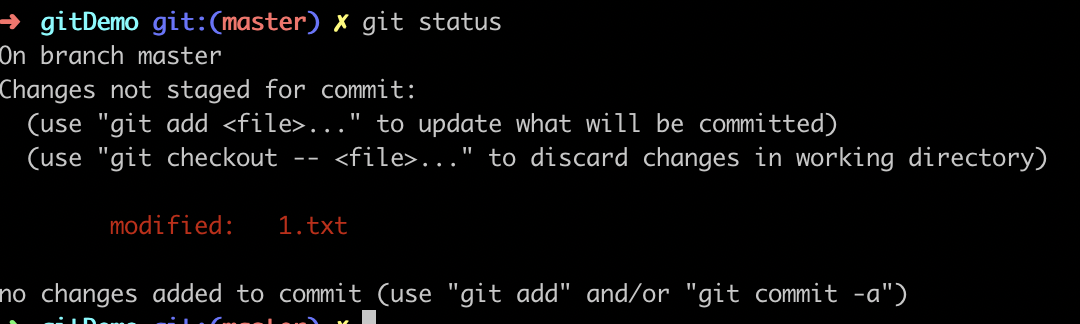 ➜  gitDemo git:(master) ✗ git status
On branch master
Changes not staged for commit:
  (use "git add <file>..." to update what will be committed)
  (use "git checkout -- <file>..." to discard changes in working directory)
        modified:   1.txt
no changes added to commit (use "git add" and/or "git commit -a")
➜  gitDemo git:(master) ✗